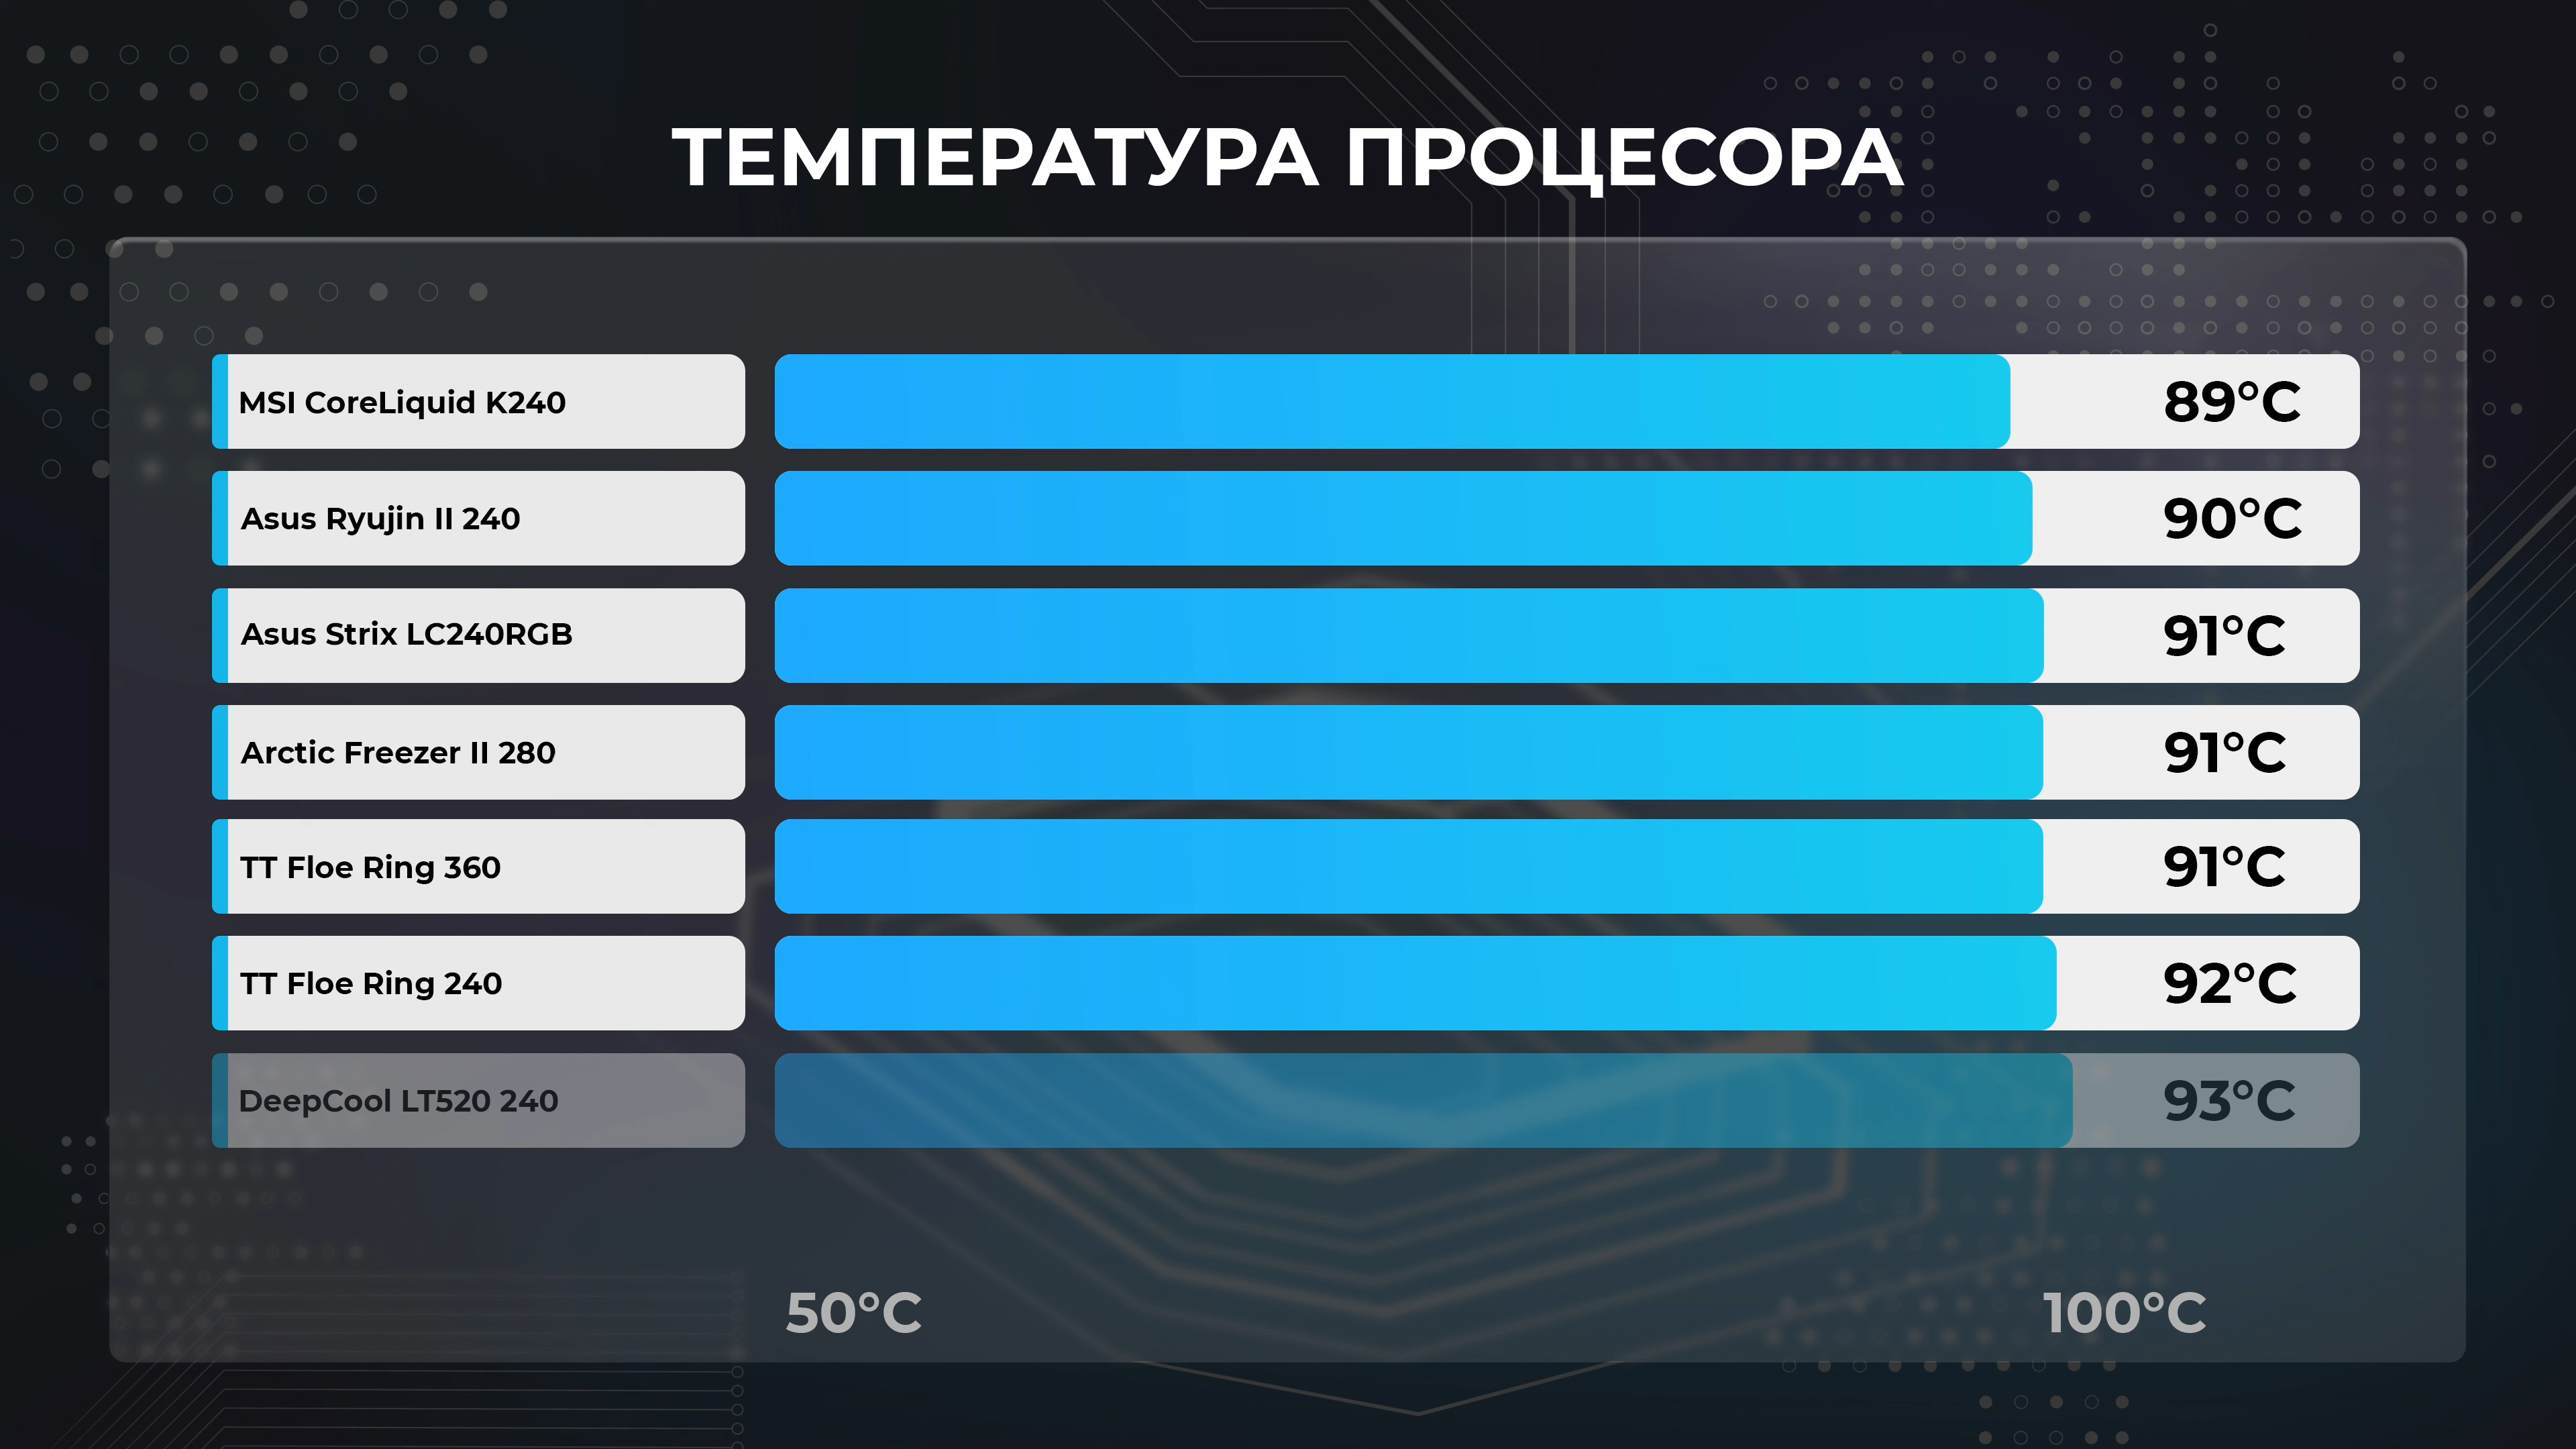 ТЕМПЕРАТУРА ПРОЦЕСОРА
MSI CoreLiquid K240 89°C
Asus Ryujin II 240 90°C
Asus Strix LC240RGB 91°C
Arctic Freezer II 280 91°C
TT Floe Ring 360 91°C
TT Floe Ring 240 92°C
DeepCool LT520 240 93°C
50°C 100°C